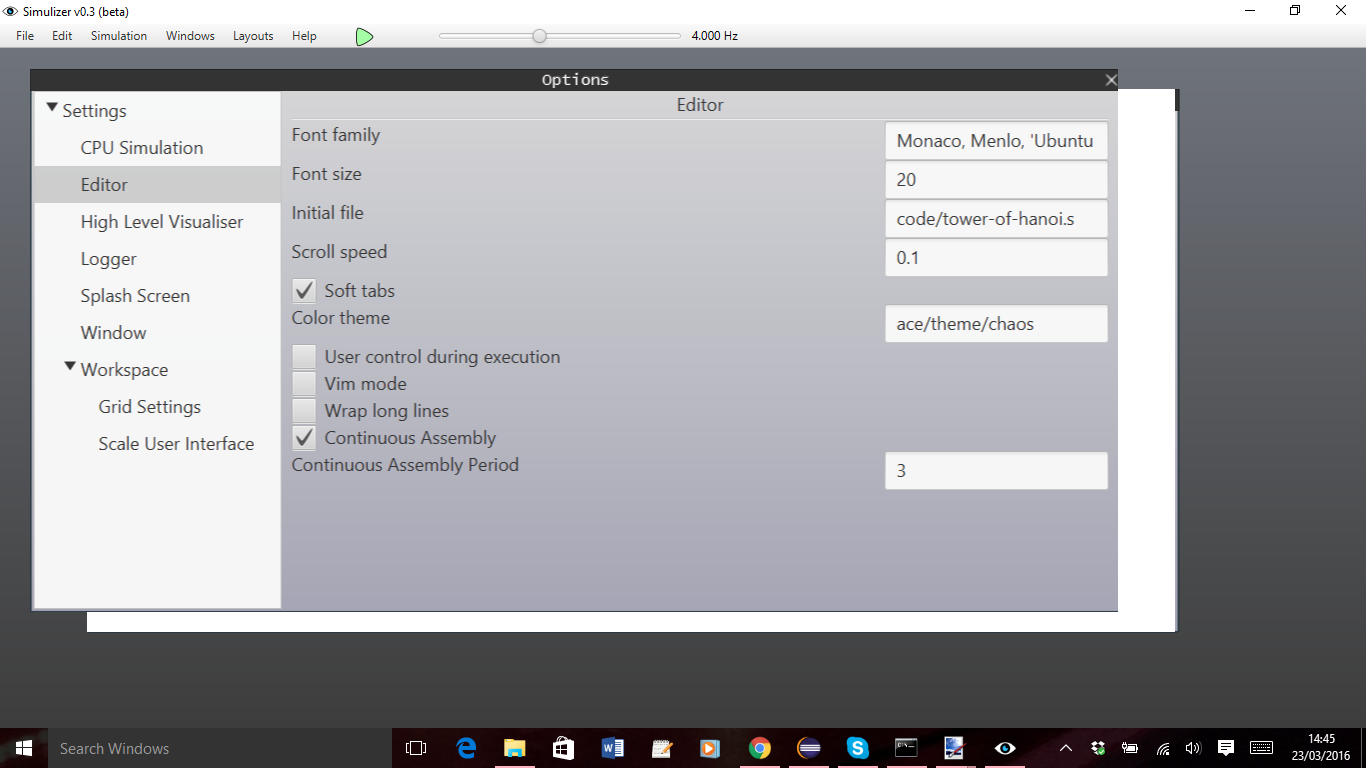 Simulizer v0.3 (beta)
File Edit Simulation Windows Layouts Help 4.000 Hz
Options
Settings
CPU Simulation
Editor
High Level Visualiser
Logger
Splash Screen
Window
Workspace
Grid Settings
Scale User Interface
Editor
Font family Monaco, Menlo, 'Ubuntu
Font size 20
Initial file code/tower-of-hanoi.s
Scroll speed 0.1
Soft tabs
Color theme ace/theme/chaos
User control during execution
Vim mode
Wrap long lines
Continuous Assembly
Continuous Assembly Period 3
Search Windows
14:45
23/03/2016